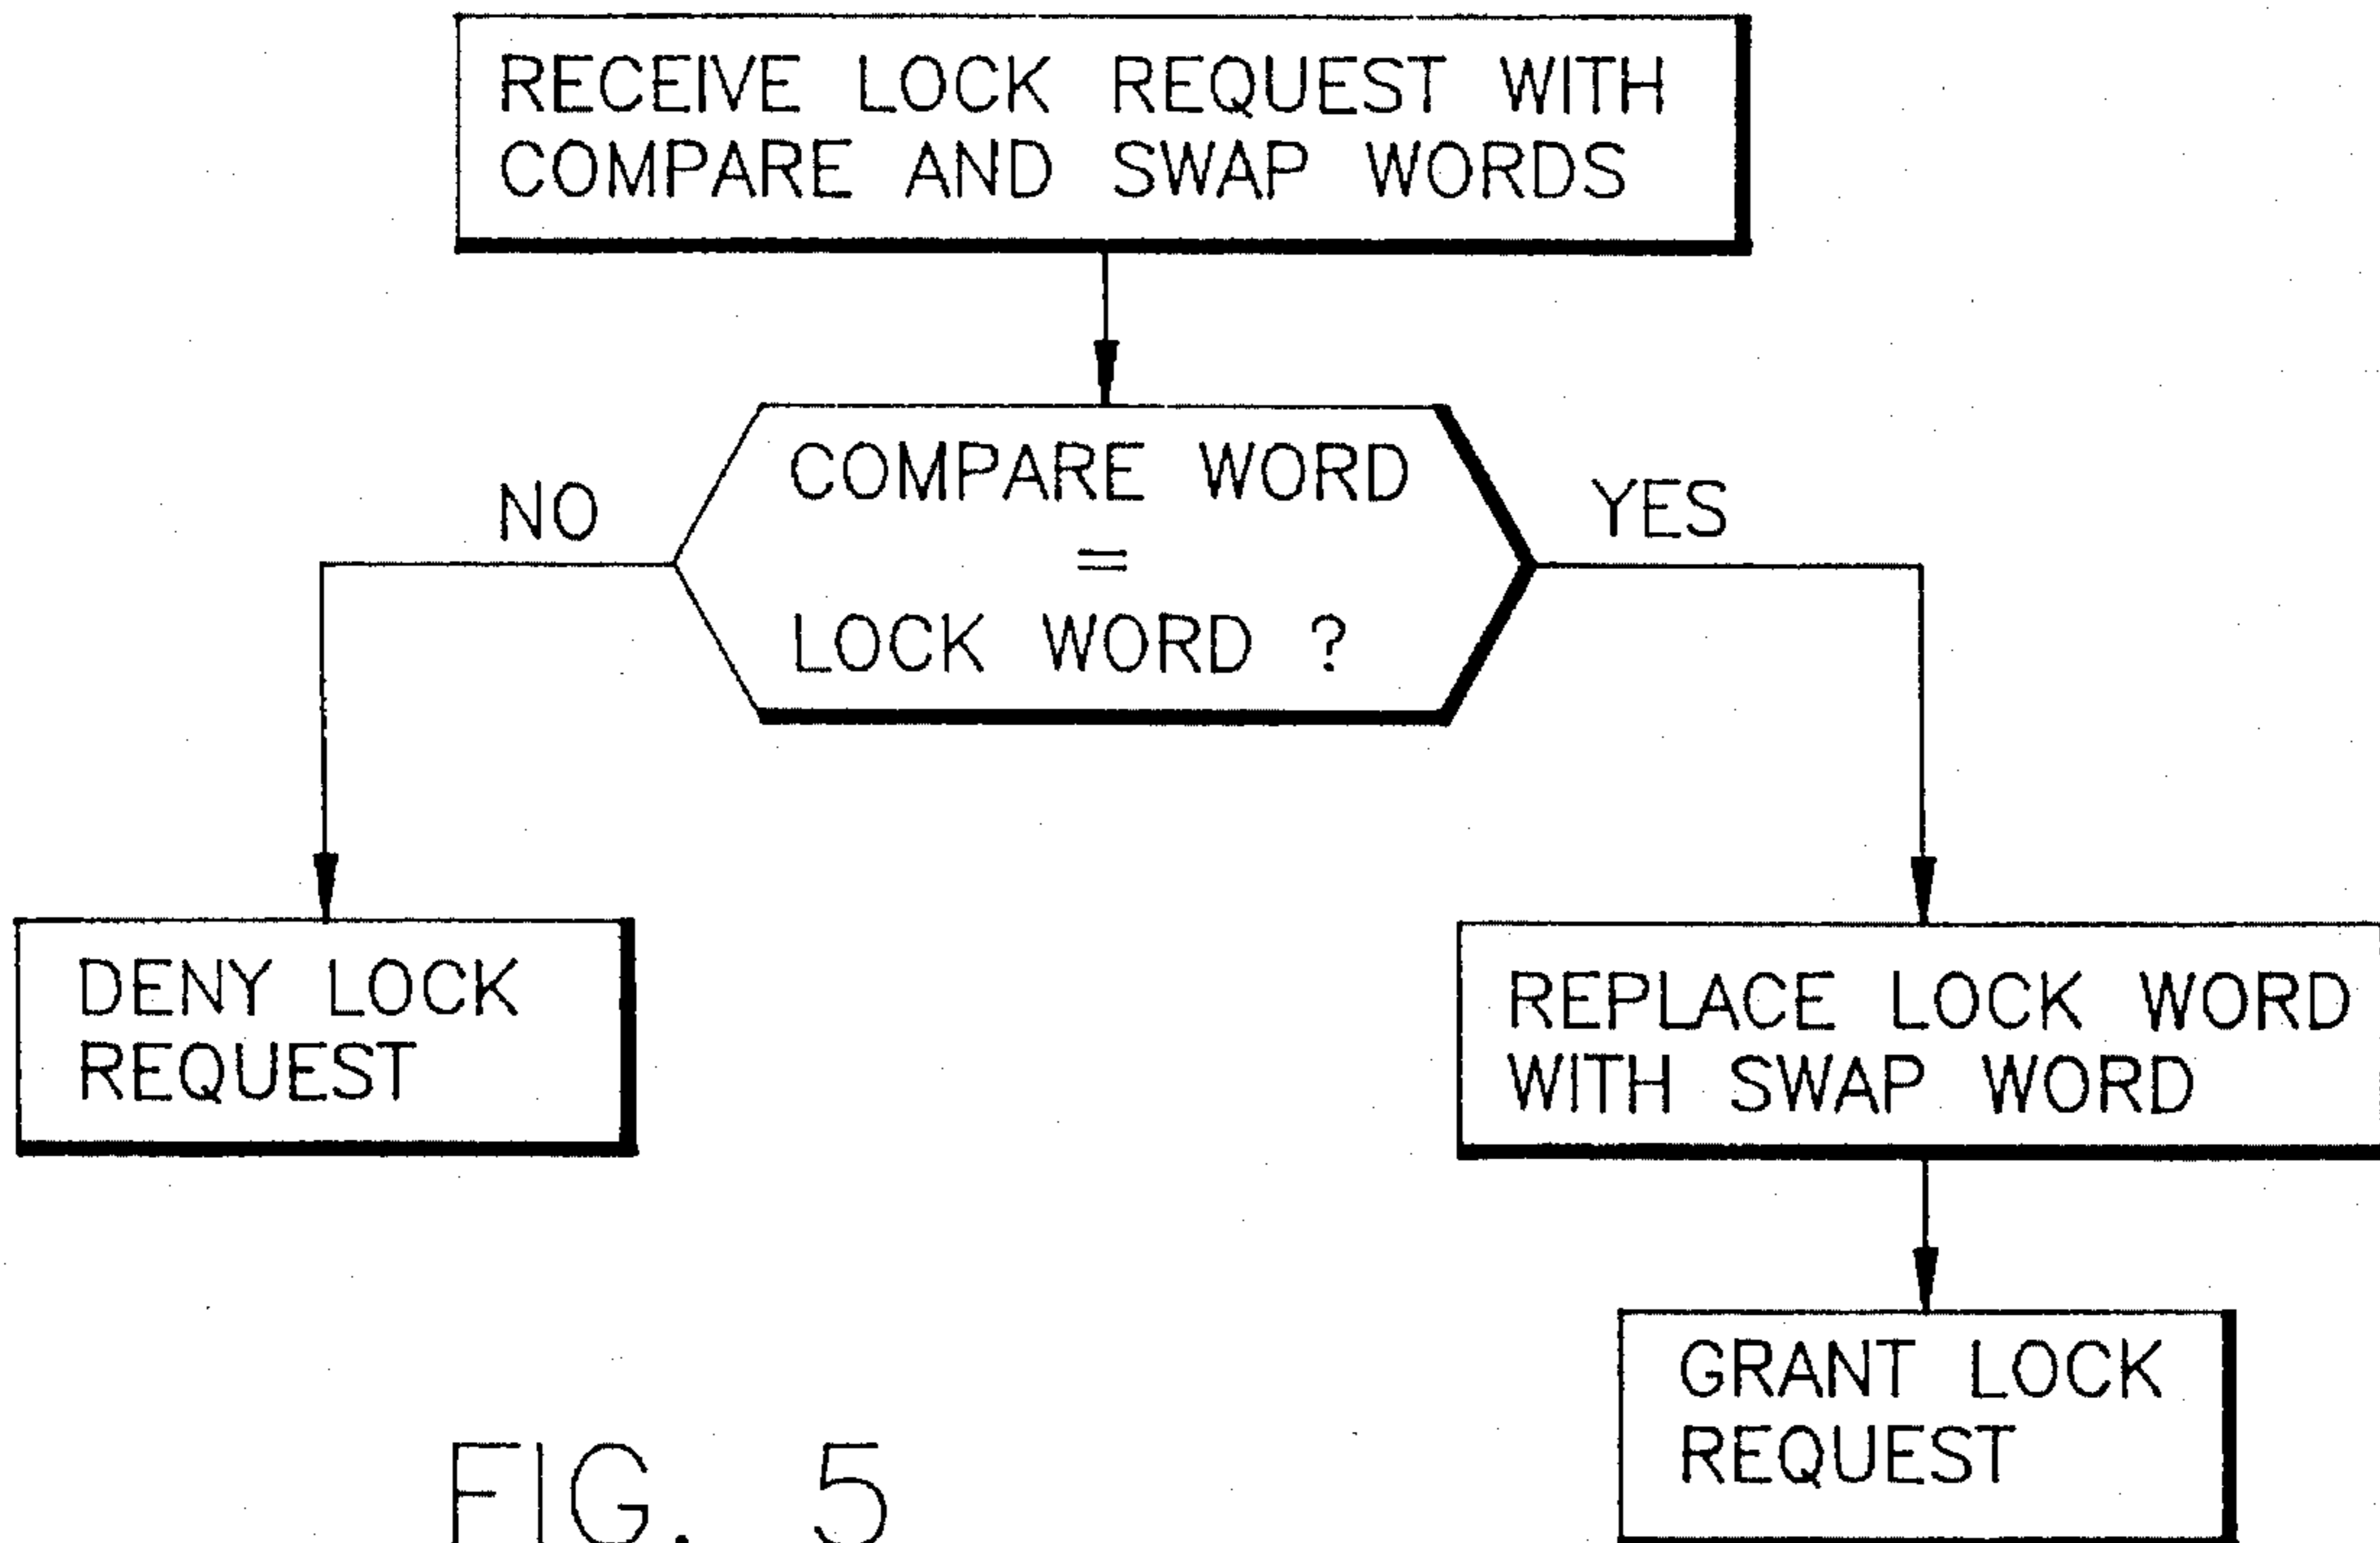 RECEIVE LOCK REQUEST WITH
COMPARE AND SWAP WORDS
COMPARE WORD
=
LOCK WORD ?
NO
YES
DENY LOCK
REQUEST
REPLACE LOCK WORD
WITH SWAP WORD
GRANT LOCK
REQUEST
FIG. 5